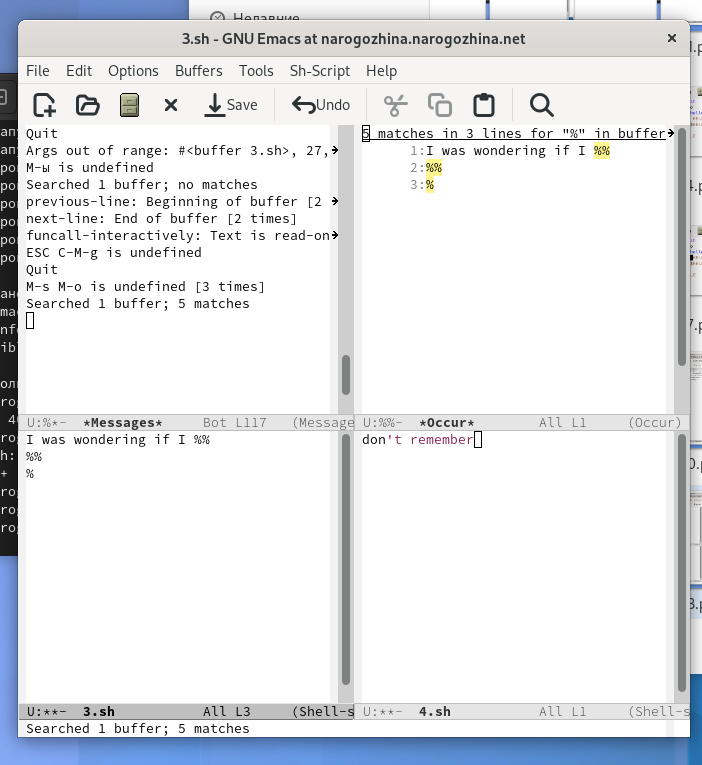 Недавние
3.sh - GNU Emacs at narogozhina.narogozhina.net
File Edit Options Buffers Tools Sh-Script Help
Save Undo
Quit
Args out of range: #<buffer 3.sh>, 27,
M-ы is undefined
Searched 1 buffer; no matches
previous-line: Beginning of buffer [2
next-line: End of buffer [2 times]
funcall-interactively: Text is read-on
ESC C-M-g is undefined
Quit
M-s M-o is undefined [3 times]
Searched 1 buffer; 5 matches
U:%*- *Messages* Bot L117 (Message
5 matches in 3 lines for "%" in buffer
1:I was wondering if I %%
2:%%
3:%
U:%%- *Occur* All L1 (Occur)
I was wondering if I %%
%%
%
U:**- 3.sh All L3 (Shell-s
don't remember
U:**- 4.sh All L1 (Shell-s
Searched 1 buffer; 5 matches